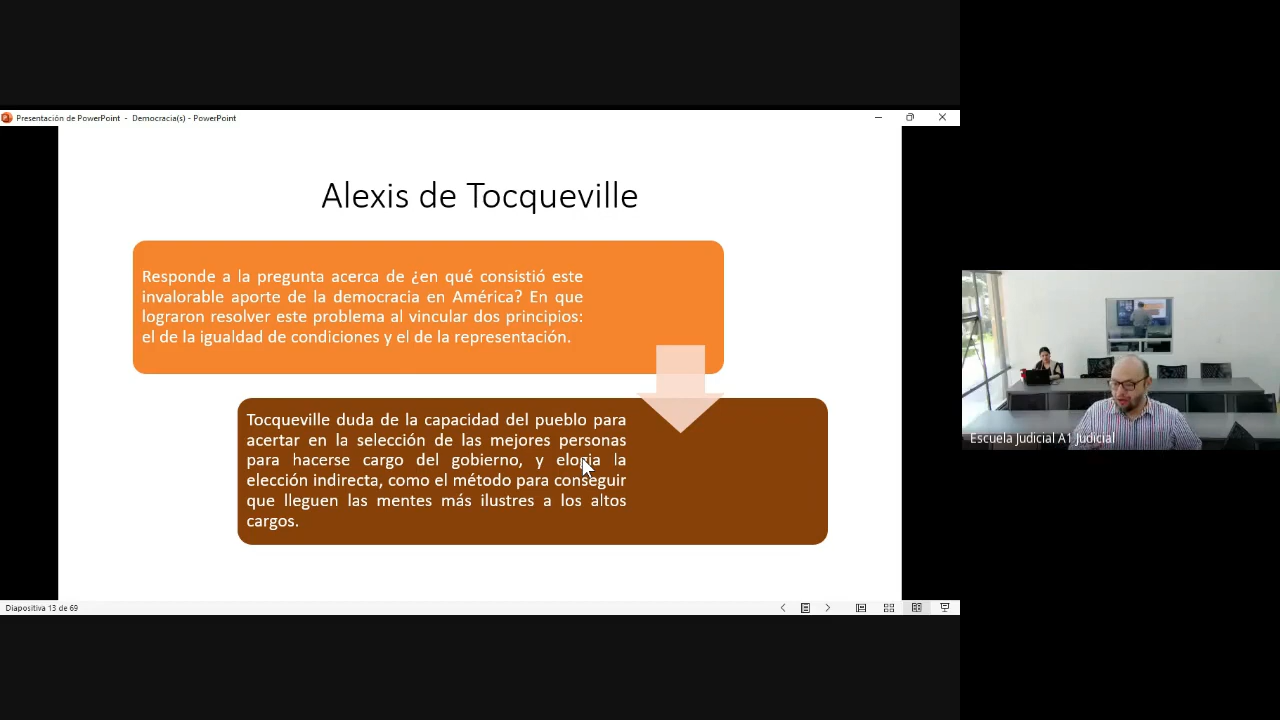 Presentación de PowerPoint - Democracia(s) - PowerPoint
Alexis de Tocqueville
Responde a la pregunta acerca de ¿en qué consistió este
invalorable aporte de la democracia en América? En que
lograron resolver este problema al vincular dos principios:
el de la igualdad de condiciones y el de la representación.
Tocqueville duda de la capacidad del pueblo para
acertar en la selección de las mejores personas
para hacerse cargo del gobierno, y elogia la
elección indirecta, como el método para conseguir
que lleguen las mentes más ilustres a los altos
cargos.
Escuela Judicial A1 Judicial
Diapositiva 13 de 69